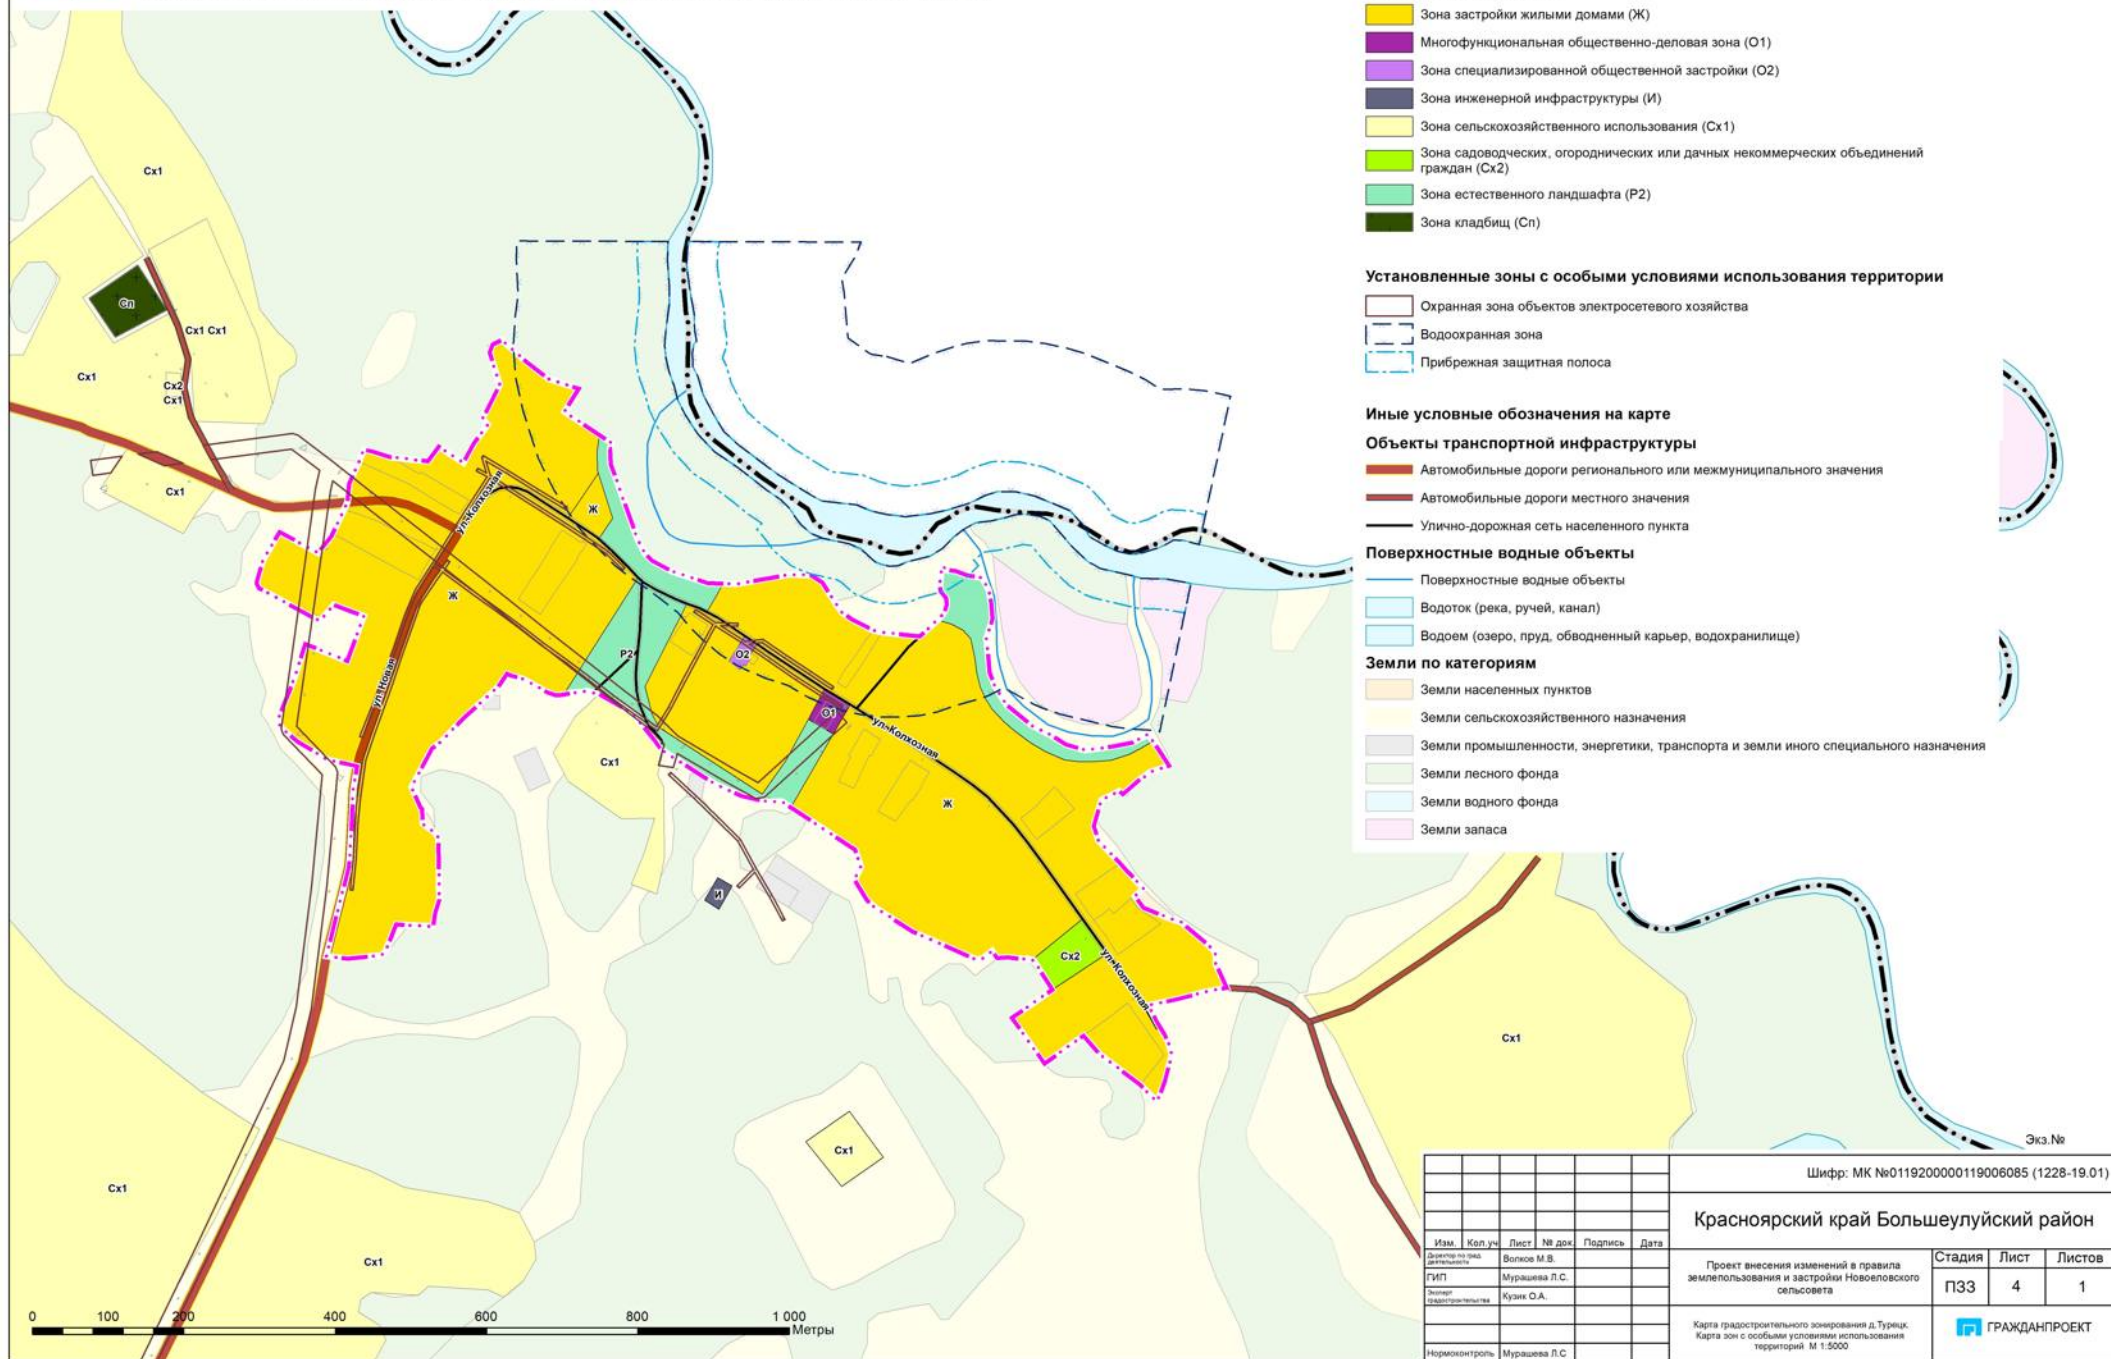 Зона застройки жилыми домами (Ж)
Многофункциональная общественно-деловая зона (О1)
Зона специализированной общественной застройки (О2)
Зона инженерной инфраструктуры (И)
Зона сельскохозяйственного использования (Сх1)
Зона садоводческих, огороднических или дачных некоммерческих объединений
граждан (Сх2)
Зона естественного ландшафта (Р2)
Зона кладбищ (Сп)
Установленные зоны с особыми условиями использования территории
Охранная зона объектов электросетевого хозяйства
Водоохранная зона
Прибрежная защитная полоса
Иные условные обозначения на карте
Объекты транспортной инфраструктуры
Автомобильные дороги регионального или межмуниципального значения
Автомобильные дороги местного значения
Улично-дорожная сеть населенного пункта
Поверхностные водные объекты
Поверхностные водные объекты
Водоток (река, ручей, канал)
Водоем (озеро, пруд, обводненный карьер, водохранилище)
Земли по категориям
Земли населенных пунктов
Земли сельскохозяйственного назначения
Земли промышленности, энергетики, транспорта и земли иного специального назначения
Земли лесного фонда
Земли водного фонда
Земли запаса
Сх1
Сп
Сх1 Сх1
Сх1
Сх2
Сх1
Сх1
ул. Колхозная
Ж
Ж
Р2
О2
ул. Новая
О1
ул. Колхозная
Сх1
Ж
И
Сх2
ул. Колхозная
Сх1
Сх1
Сх1
Сх1
0 100 200 400 600 800 1 000
Метры
Экз.№
Шифр: МК №0119200000119006085 (1228-19.01)
Красноярский край Большеулуйский район
Изм. Кол.уч Лист № док. Подпись Дата
Директор по град. деятельности Волков М.В.
ГИП Мурашева Л.С.
Эксперт градостроительства Кузик О.А.
Нормоконтроль Мурашева Л.С
Проект внесения изменений в правила
землепользования и застройки Новоеловского
сельсовета
Стадия Лист Листов
ПЗЗ 4 1
Карта градостроительного зонирования д.Турецк.
Карта зон с особыми условиями использования
территорий М 1:5000
ГРАЖДАНПРОЕКТ